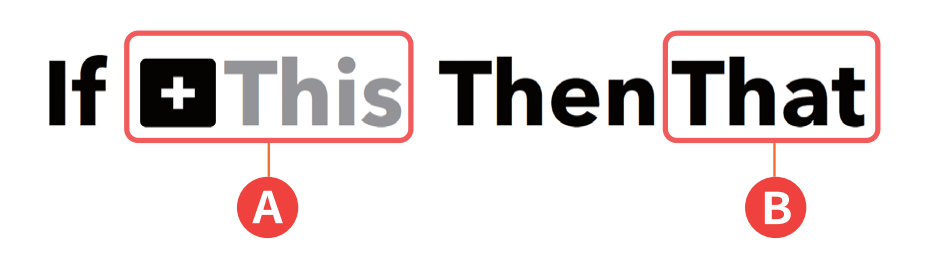 If + This Then That
A B